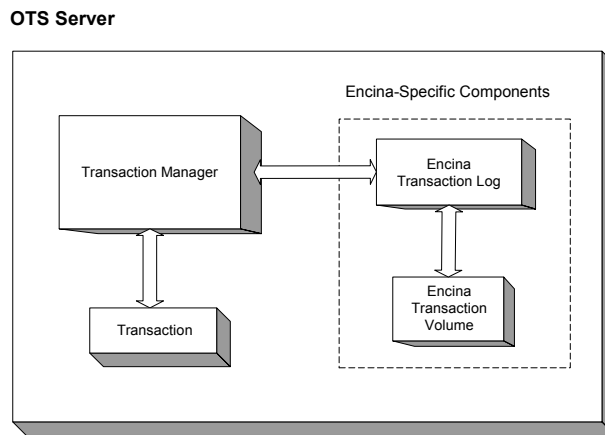 OTS Server
Encina-Specific Components
Transaction Manager
Encina
Transaction Log
Transaction
Encina
Transaction
Volume